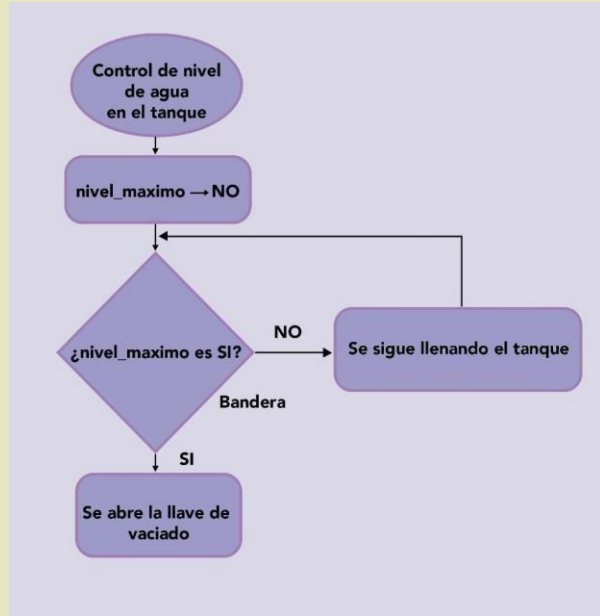 Control de nivel
de agua
en el tanque
nivel_maximo → NO
¿nivel_maximo es SI?
NO
Se sigue llenando el tanque
Bandera
SI
Se abre la llave de
vaciado